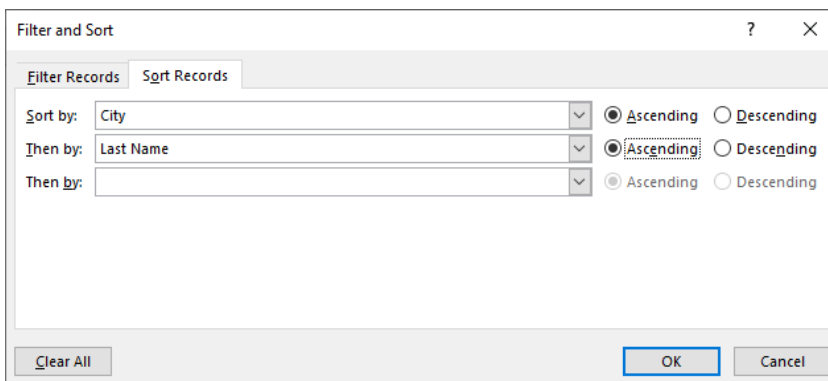 Filter and Sort ?
Filter Records Sort Records
Sort by: City Ascending Descending
Then by: Last Name Ascending Descending
Then by: Ascending Descending
Clear All OK Cancel